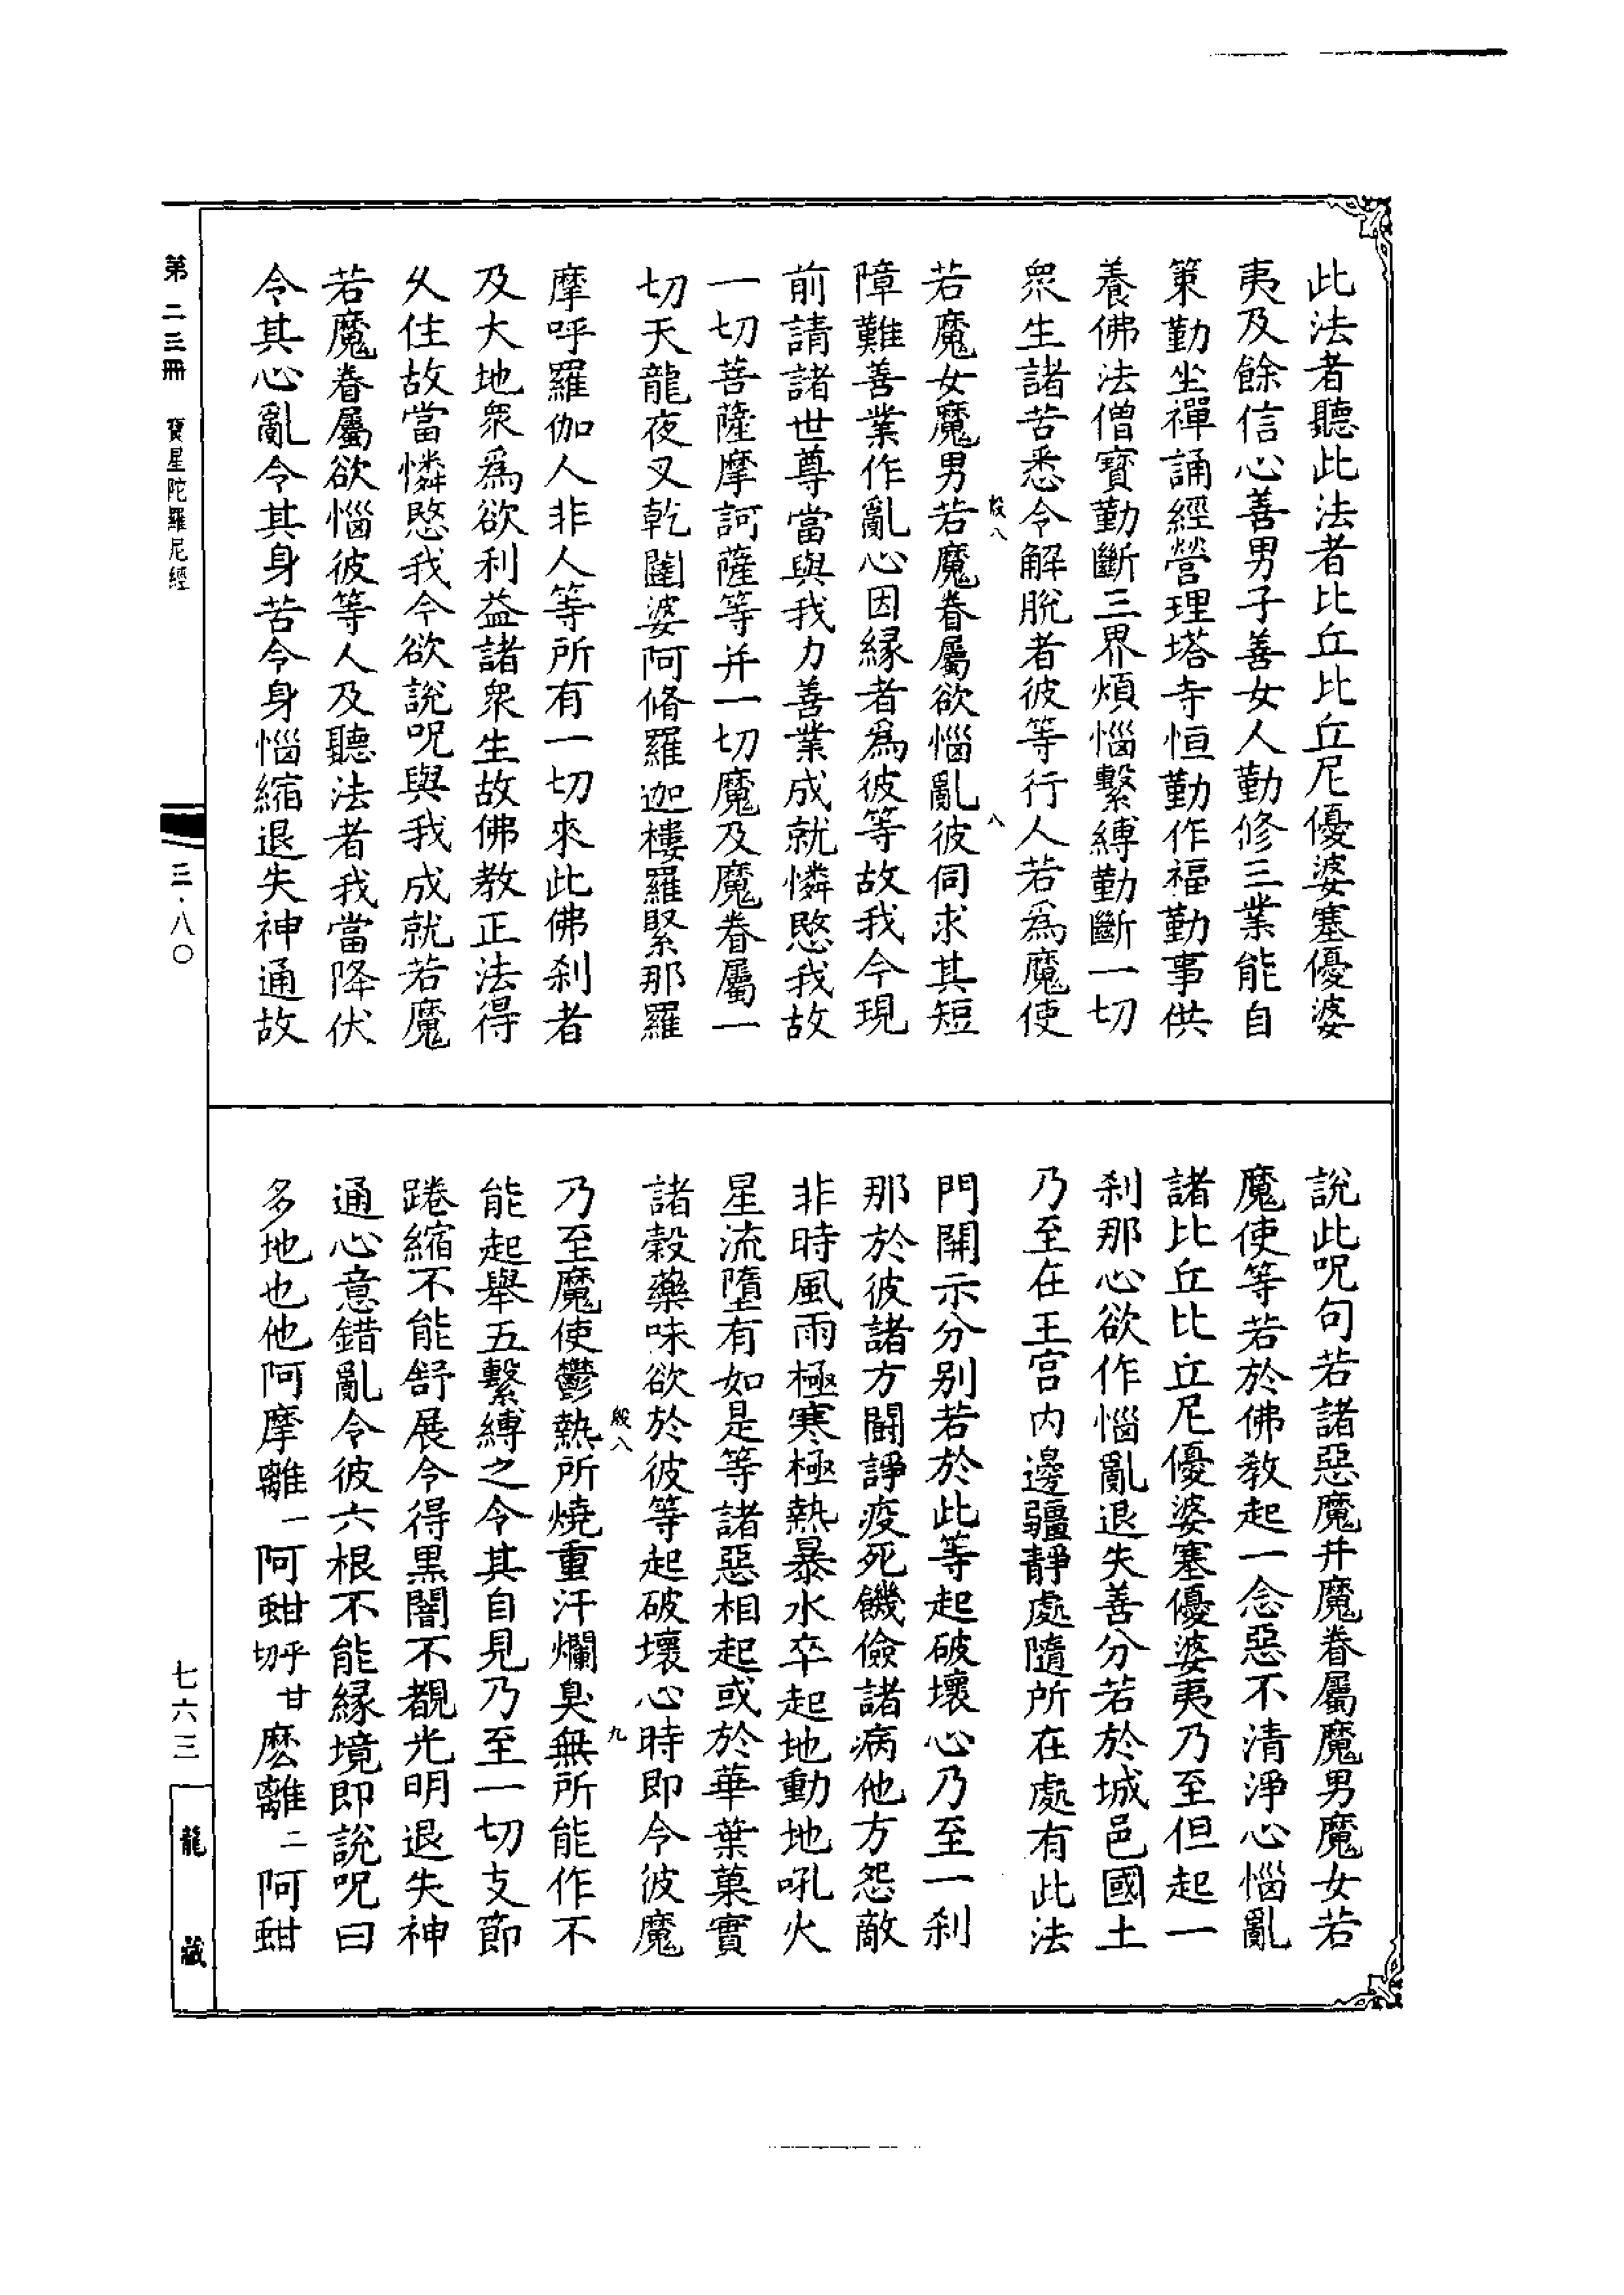 此法者聽此法者比丘比丘尼優婆塞優婆
夷及餘信心善男子善女人勤修三業能自
策勤坐禪誦經營理塔寺恒勤作福勤事供
養佛法僧寶勤斷三界煩惱繫縛勤斷一切
衆生諸苦悉令解脫者彼等行人若爲魔使
殷八
八
若魔女魔男若魔眷屬欲惱亂彼伺求其短
障難善業作亂心因縁者爲彼等故我今現
前請諸世尊當與我力善業成就憐愍我故
一切菩薩摩訶薩等并一切魔及魔眷屬一
切天龍夜叉乾闥婆阿脩羅迦樓羅緊那羅
摩呼羅伽人非人等所有一切來此佛刹者
及大地衆爲欲利益諸衆生故佛教正法得
久住故當憐愍我今欲說呪與我成就若魔
若魔眷屬欲惱彼等人及聽法者我當降伏
令其心亂令其身苦令身惱縮退失神通故
說此呪句若諸惡魔并魔眷屬魔男魔女若
魔使等若於佛教起一念惡不清淨心惱亂
諸比丘比丘尼優婆塞優婆夷乃至但起一
刹那心欲作惱亂退失善分若於城邑國土
乃至在王宫内邊疆靜處隨所在處有此法
門開示分别若於此等起破壞心乃至一刹
那於彼諸方鬪諍疫死饑儉諸病他方怨敵
非時風雨極寒極熱暴水卒起地動地吼火
星流墮有如是等諸惡相起或於華葉菓實
諸穀藥味欲於彼等起破壞心時即令彼魔
殷八
九
乃至魔使鬱熱所燒重汗爛臭無所能作不
能起舉五繫縛之令其自見乃至一切支節
踡縮不能舒展令得黑闇不覩光明退失神
通心意錯亂令彼六根不能縁境即說呪曰
多地也他阿摩離一阿蚶乎甘切麽離二阿蚶
第二三冊 寶星陀羅尼經
三·八〇
七六三
龍藏